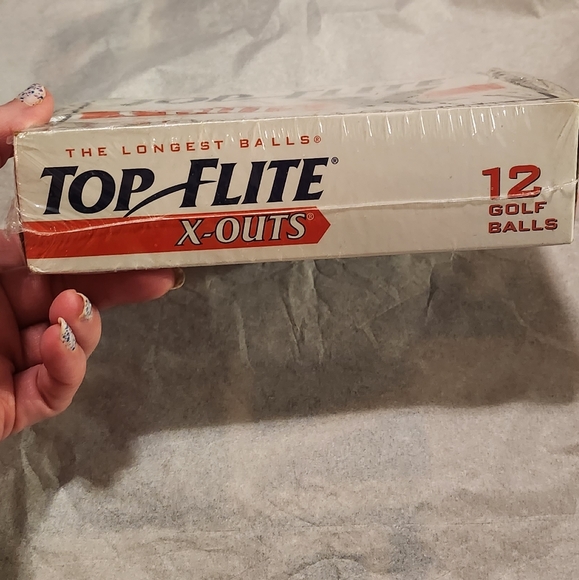 THE LONGEST BALLS®
TOP FLITE®
X-OUTS®
12
GOLF
BALLS